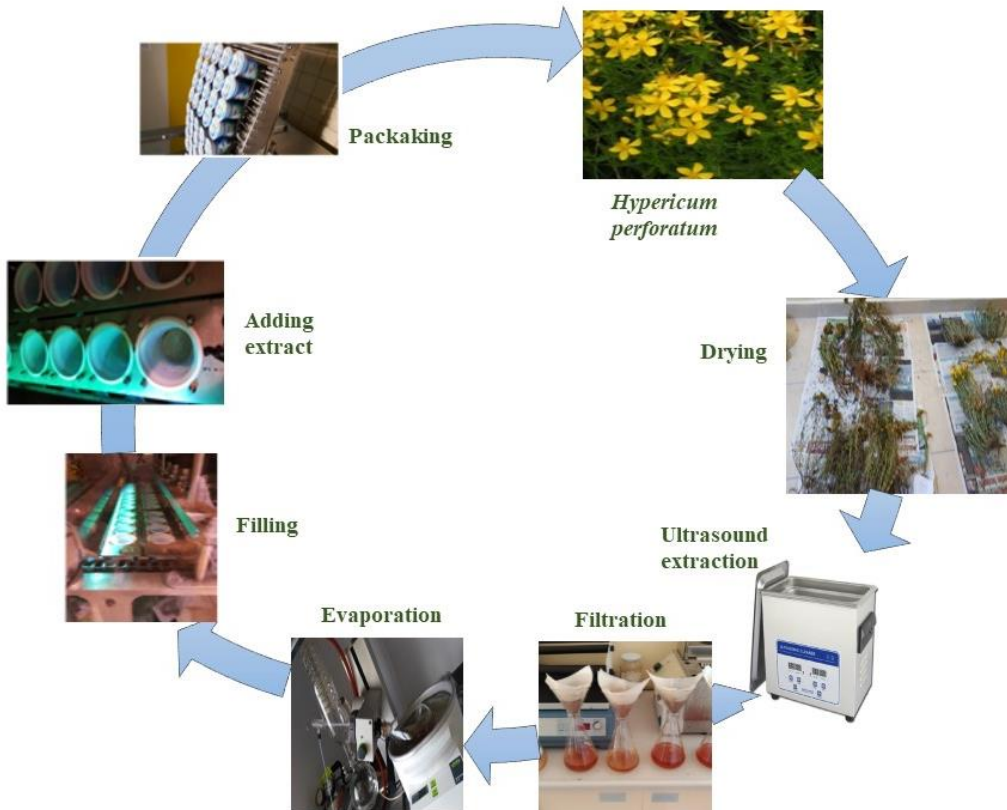 Packaking
Hypericum
perforatum
Adding
extract
Drying
Filling
Ultrasound
extraction
Evaporation
Filtration